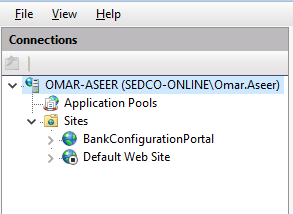 File View Help
Connections
OMAR-ASEER (SEDCO-ONLINE\Omar.Aseer)
Application Pools
Sites
BankConfigurationPortal
Default Web Site